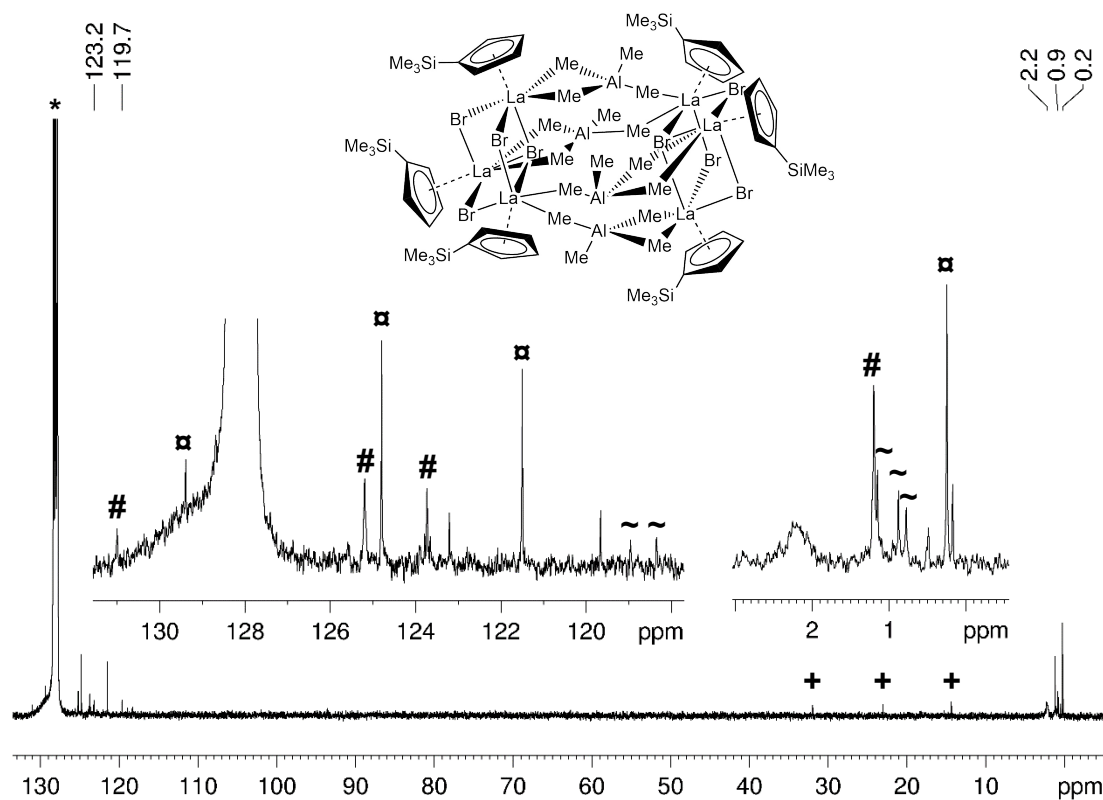 123.2
119.7
2.2
0.9
0.2
*
Me3Si
Me
Me3Si
Me
Al
La
Me
Me
La
Br
Br
Me
Me
La
Br
Al
Me
Me3Si
Br
Br
Me
Br
La
Me
Me
Br
SiMe3
La
Me
Al
Me
Br
Br
Me
Me
La
Me3Si
Al
Me
Me
Me3Si
¤
¤
¤
¤
#
#
#
#
~
~
~
~
~
130
128
126
124
122
120
ppm
2
1
ppm
+
+
+
130
120
110
100
90
80
70
60
50
40
30
20
10
ppm